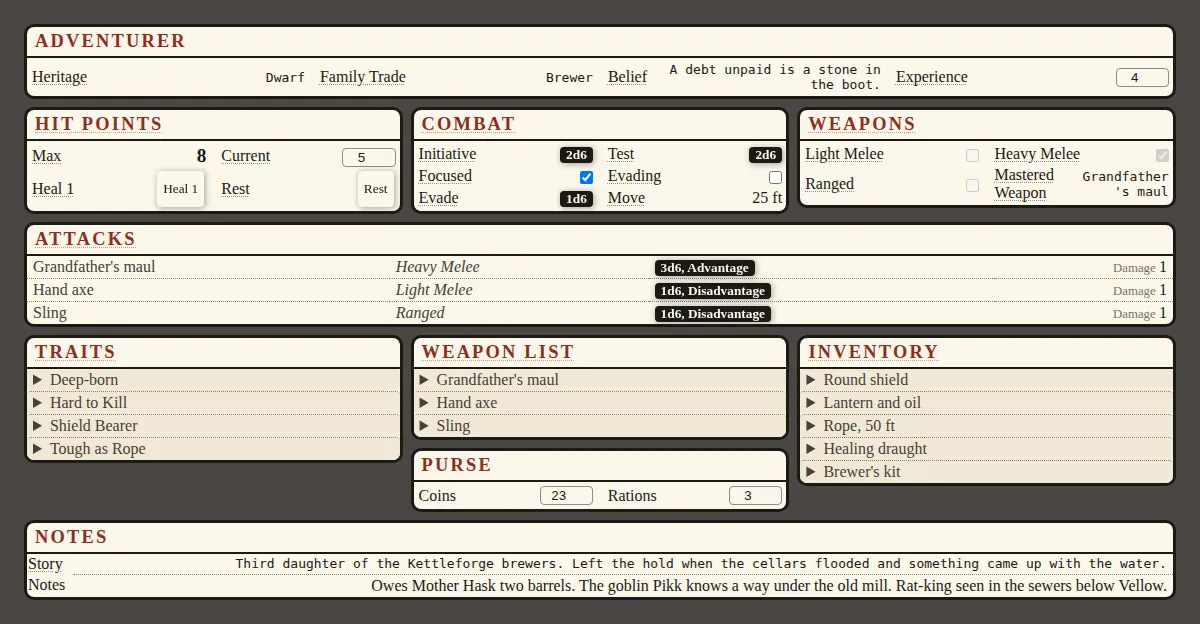 ADVENTURER
Heritage Dwarf Family Trade Brewer Belief A debt unpaid is a stone in the boot. Experience 4
HIT POINTS
Max 8 Current 5
Heal 1 Heal 1 Rest Rest
COMBAT
Initiative 2d6 Test 2d6
Focused Evading
Evade 1d6 Move 25 ft
WEAPONS
Light Melee Heavy Melee
Ranged Mastered Weapon Grandfather's maul
ATTACKS
Grandfather's maul Heavy Melee 3d6, Advantage Damage 1
Hand axe Light Melee 1d6, Disadvantage Damage 1
Sling Ranged 1d6, Disadvantage Damage 1
TRAITS
Deep-born
Hard to Kill
Shield Bearer
Tough as Rope
WEAPON LIST
Grandfather's maul
Hand axe
Sling
PURSE
Coins 23 Rations 3
INVENTORY
Round shield
Lantern and oil
Rope, 50 ft
Healing draught
Brewer's kit
NOTES
Story Third daughter of the Kettleforge brewers. Left the hold when the cellars flooded and something came up with the water.
Notes Owes Mother Hask two barrels. The goblin Pikk knows a way under the old mill. Rat-king seen in the sewers below Vellow.